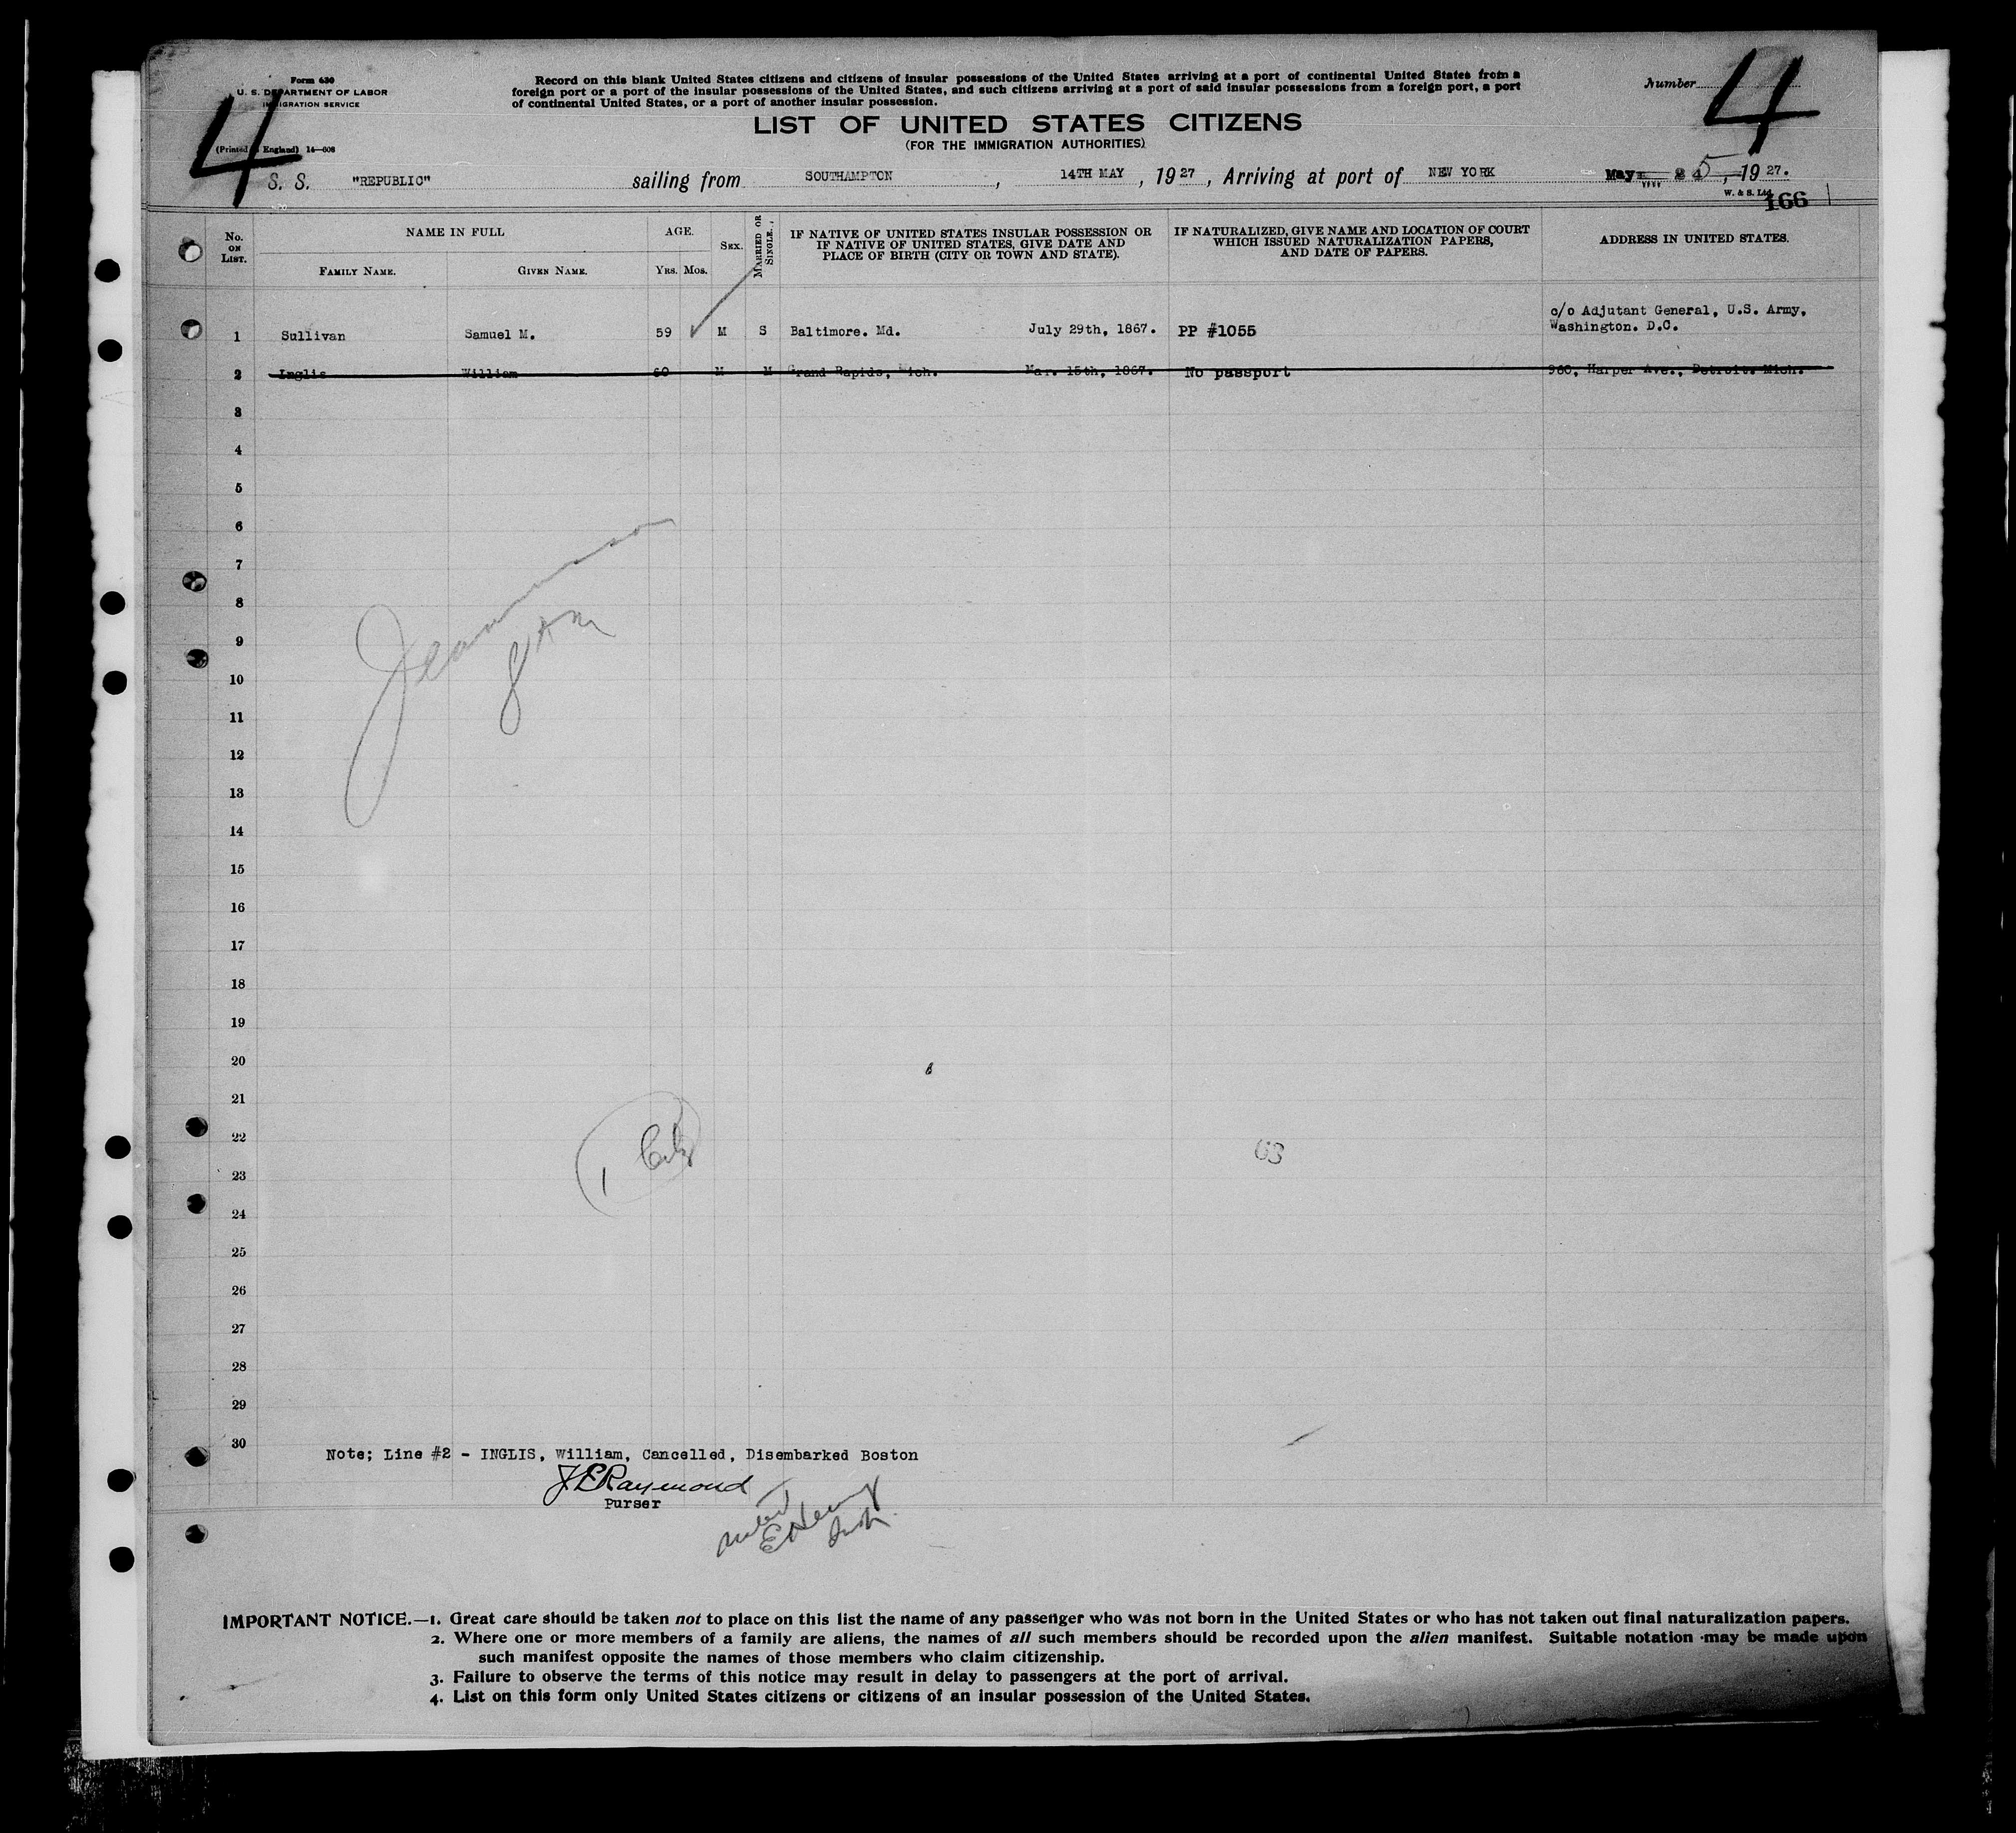 Form 630
U. S. DEPARTMENT OF LABOR
IMMIGRATION SERVICE
(Printed in England) 14—608
4
Record on this blank United States citizens and citizens of insular possessions of the United States arriving at a port of continental United States from a
foreign port or a port of the insular possessions of the United States, and such citizens arriving at a port of said insular possessions from a foreign port, a port
of continental United States, or a port of another insular possession.
Number 4
LIST OF UNITED STATES CITIZENS
(FOR THE IMMIGRATION AUTHORITIES)
S. S. "REPUBLIC" sailing from SOUTHAMPTON, 14TH MAY, 1927, Arriving at port of NEW YORK May 25, 1927.
W. & S. Ltd.
166
No. ON LIST.
NAME IN FULL
FAMILY NAME. GIVEN NAME.
AGE.
YRS. MOS.
SEX.
MARRIED OR SINGLE.
IF NATIVE OF UNITED STATES INSULAR POSSESSION OR
IF NATIVE OF UNITED STATES, GIVE DATE AND
PLACE OF BIRTH (CITY OR TOWN AND STATE).
IF NATURALIZED, GIVE NAME AND LOCATION OF COURT
WHICH ISSUED NATURALIZATION PAPERS,
AND DATE OF PAPERS.
ADDRESS IN UNITED STATES.
1 Sullivan Samuel M. 59 M S Baltimore. Md. July 29th, 1867. PP #1055 c/o Adjutant General, U.S. Army,
Washington. D.C.
2 Inglis William 60 M M Grand Rapids, Mich. Mar. 15th, 1867. No passport 960, Harper Ave., Detroit. Mich.
3
4
5
6
7
8
9
10
11
12
13
14
15
16
17
18
19
20
21
22
23
24
25
26
27
28
29
30
8 AM
1 Citz
63
Note; Line #2 - INGLIS, William, Cancelled, Disembarked Boston
J E Raymond
Purser
IMPORTANT NOTICE.—1. Great care should be taken not to place on this list the name of any passenger who was not born in the United States or who has not taken out final naturalization papers.
2. Where one or more members of a family are aliens, the names of all such members should be recorded upon the alien manifest. Suitable notation may be made upon
such manifest opposite the names of those members who claim citizenship.
3. Failure to observe the terms of this notice may result in delay to passengers at the port of arrival.
4. List on this form only United States citizens or citizens of an insular possession of the United States.